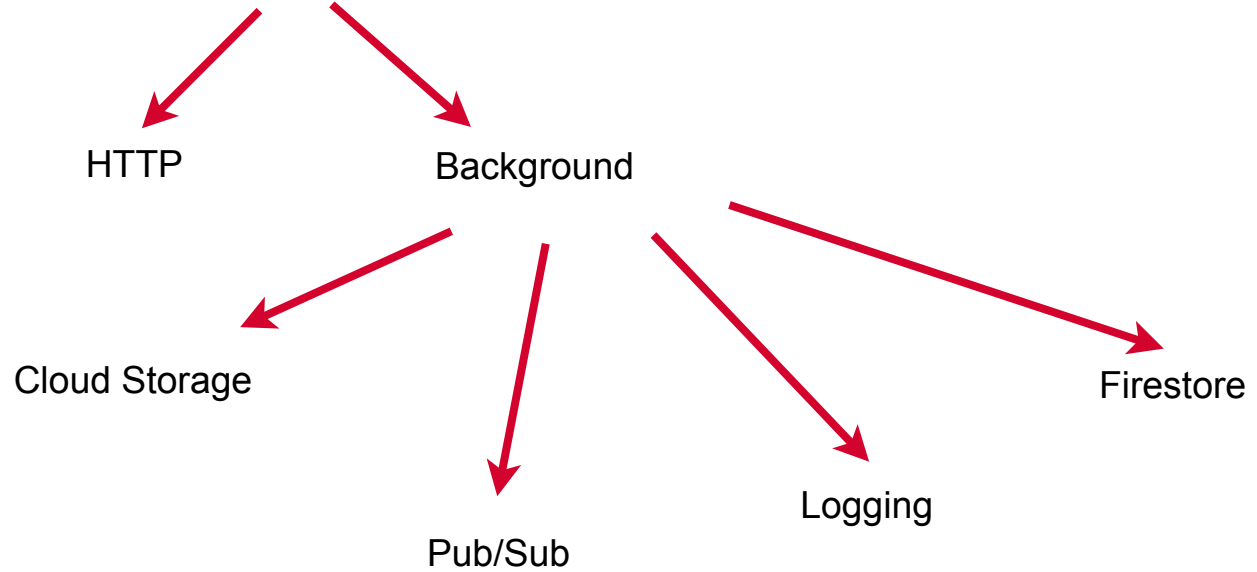 HTTP
Background
Cloud Storage
Firestore
Logging
Pub/Sub